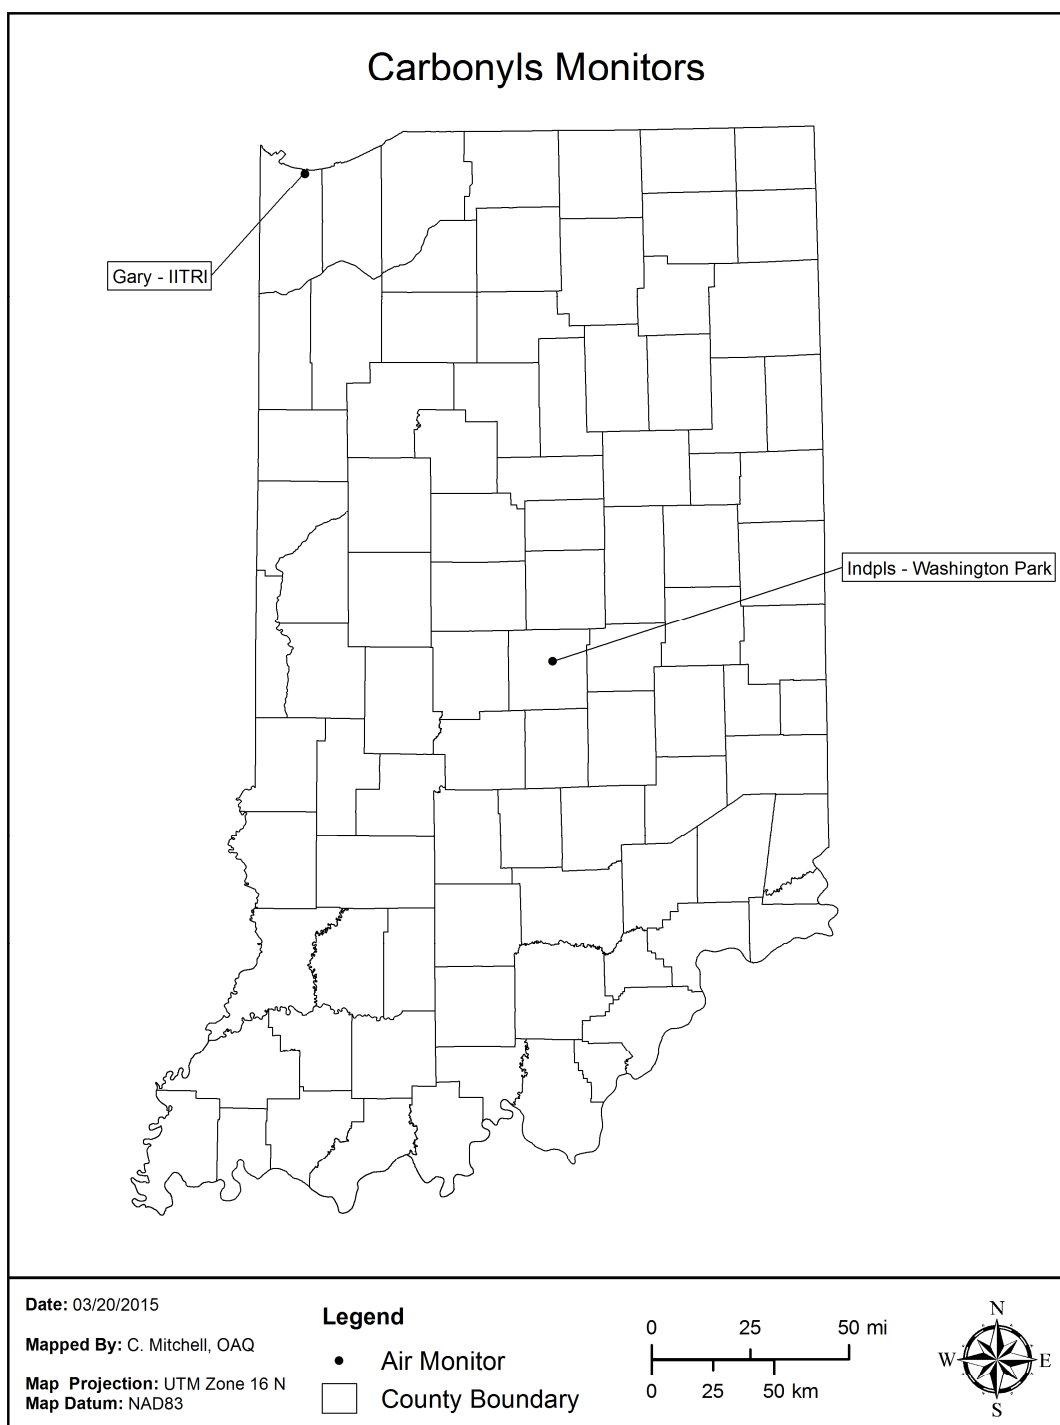 Carbonyls Monitors
Gary - IITRI
Indpls - Washington Park
Date: 03/20/2015
Mapped By: C. Mitchell, OAQ
Map Projection: UTM Zone 16 N
Map Datum: NAD83
Legend
Air Monitor
County Boundary
0 25 50 mi
0 25 50 km
N
W E
S